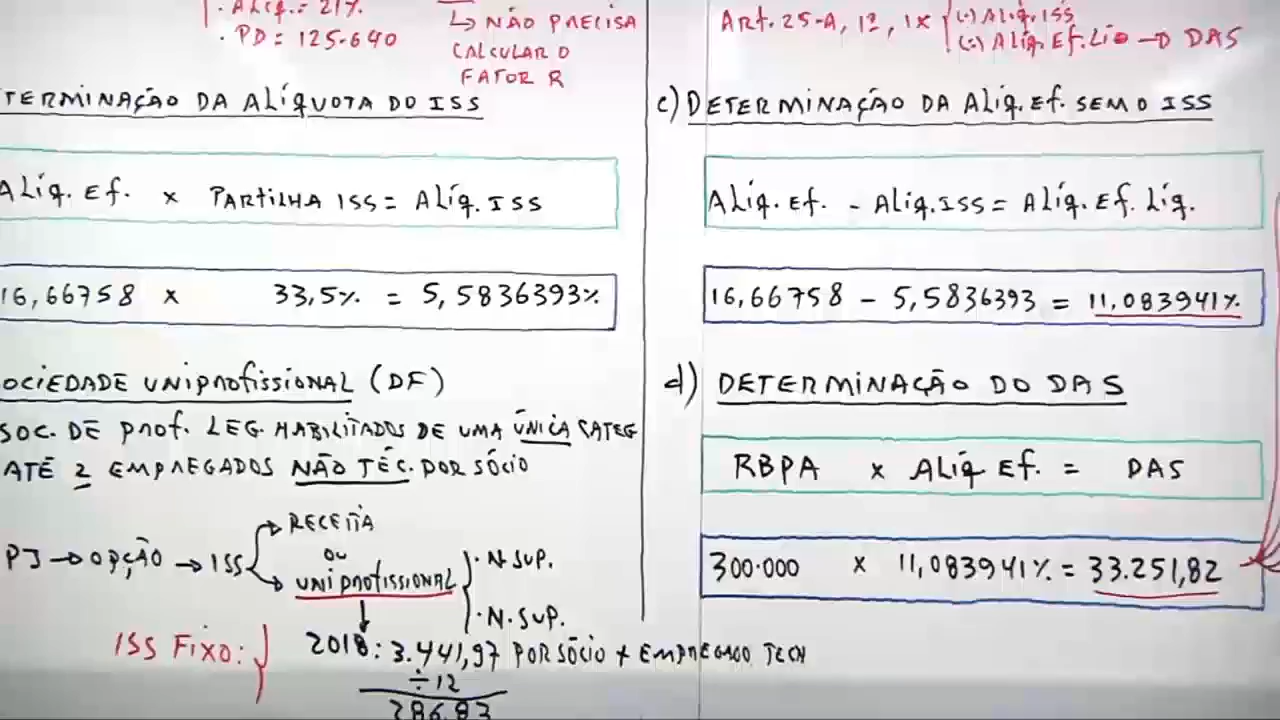 · ALíq. = 21%
· PD = 125.640
↳ NÃO PRECISA
CALCULAR O
FATOR R
TERMINAÇÃO DA ALÍQUOTA DO ISS
ALíq. Ef. x PARTILHA ISS = ALíq. ISS
16,66758 x 33,5% = 5,5836393%
OCIEDADE UNIPROFISSIONAL (DF)
SOC. DE PROF. LEG. HABILITADOS DE UMA ÚNICA CATEG
ATÉ 2 EMPREGADOS NÃO TÉC. POR SÓCIO
PJ → OPÇÃO → ISS
RECEITA
OU
UNIPROFISSIONAL
· N. SUP.
· N. SUP.
ISS FIXO:
2018: 3.441,97 POR SÓCIO + EMPREGADO TECN
÷ 12
286,83
ART. 25-A, 1º, IX
(-) ALíq. ISS
(=) ALíq. Ef. LíQ → DAS
c) DETERMINAÇÃO DA ALíq. Ef. SEM O ISS
ALíq. Ef. - ALíq. ISS = ALíq. Ef. Líq.
16,66758 - 5,5836393 = 11,083941%
d) DETERMINAÇÃO DO DAS
RBPA x ALíq Ef. = DAS
300.000 x 11,083941% = 33.251,82